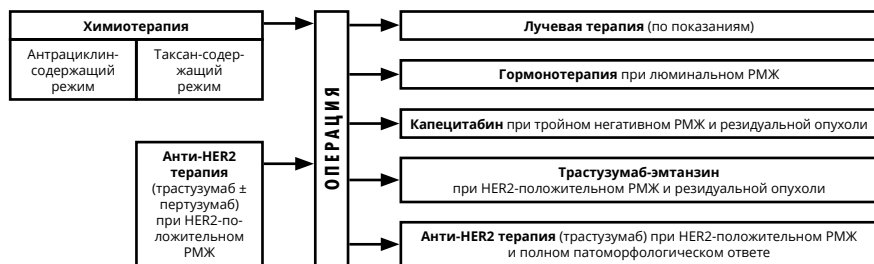 Химиотерапия
Антрациклин-
содержащий
режим
Таксан-содер-
жащий
режим
Анти-HER2
терапия
(трастузумаб ±
пертузумаб)
при HER2-по-
ложительном
РМЖ
ОПЕРАЦИЯ
Лучевая терапия (по показаниям)
Гормонотерапия при люминальном РМЖ
Капецитабин при тройном негативном РМЖ и резидуальной опухоли
Трастузумаб-эмтанзин
при HER2-положительном РМЖ и резидуальной опухоли
Анти-HER2 терапия (трастузумаб) при HER2-положительном РМЖ
и полном патоморфологическом ответе